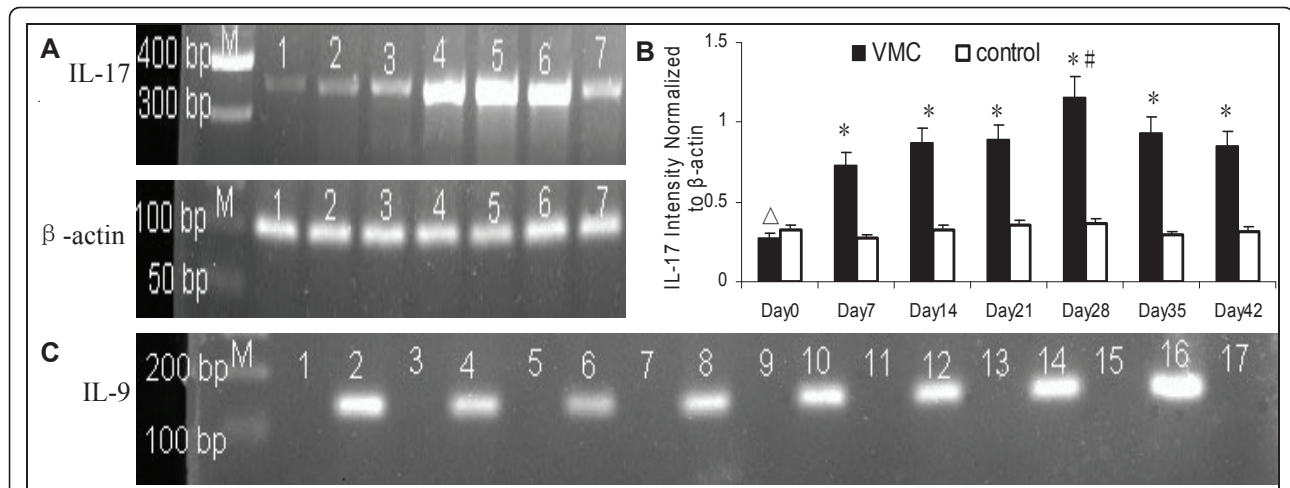 A
IL-17
400 bp
300 bp
M 1 2 3 4 5 6 7
β-actin
100 bp
50 bp
M 1 2 3 4 5 6 7
B
VMC control
IL-17 Intensity Normalized
to β-actin
1.5
1
0.5
0
△ * * * * # * *
Day0 Day7 Day14 Day21 Day28 Day35 Day42
C
IL-9
200 bp
100 bp
M 1 2 3 4 5 6 7 8 9 10 11 12 13 14 15 16 17